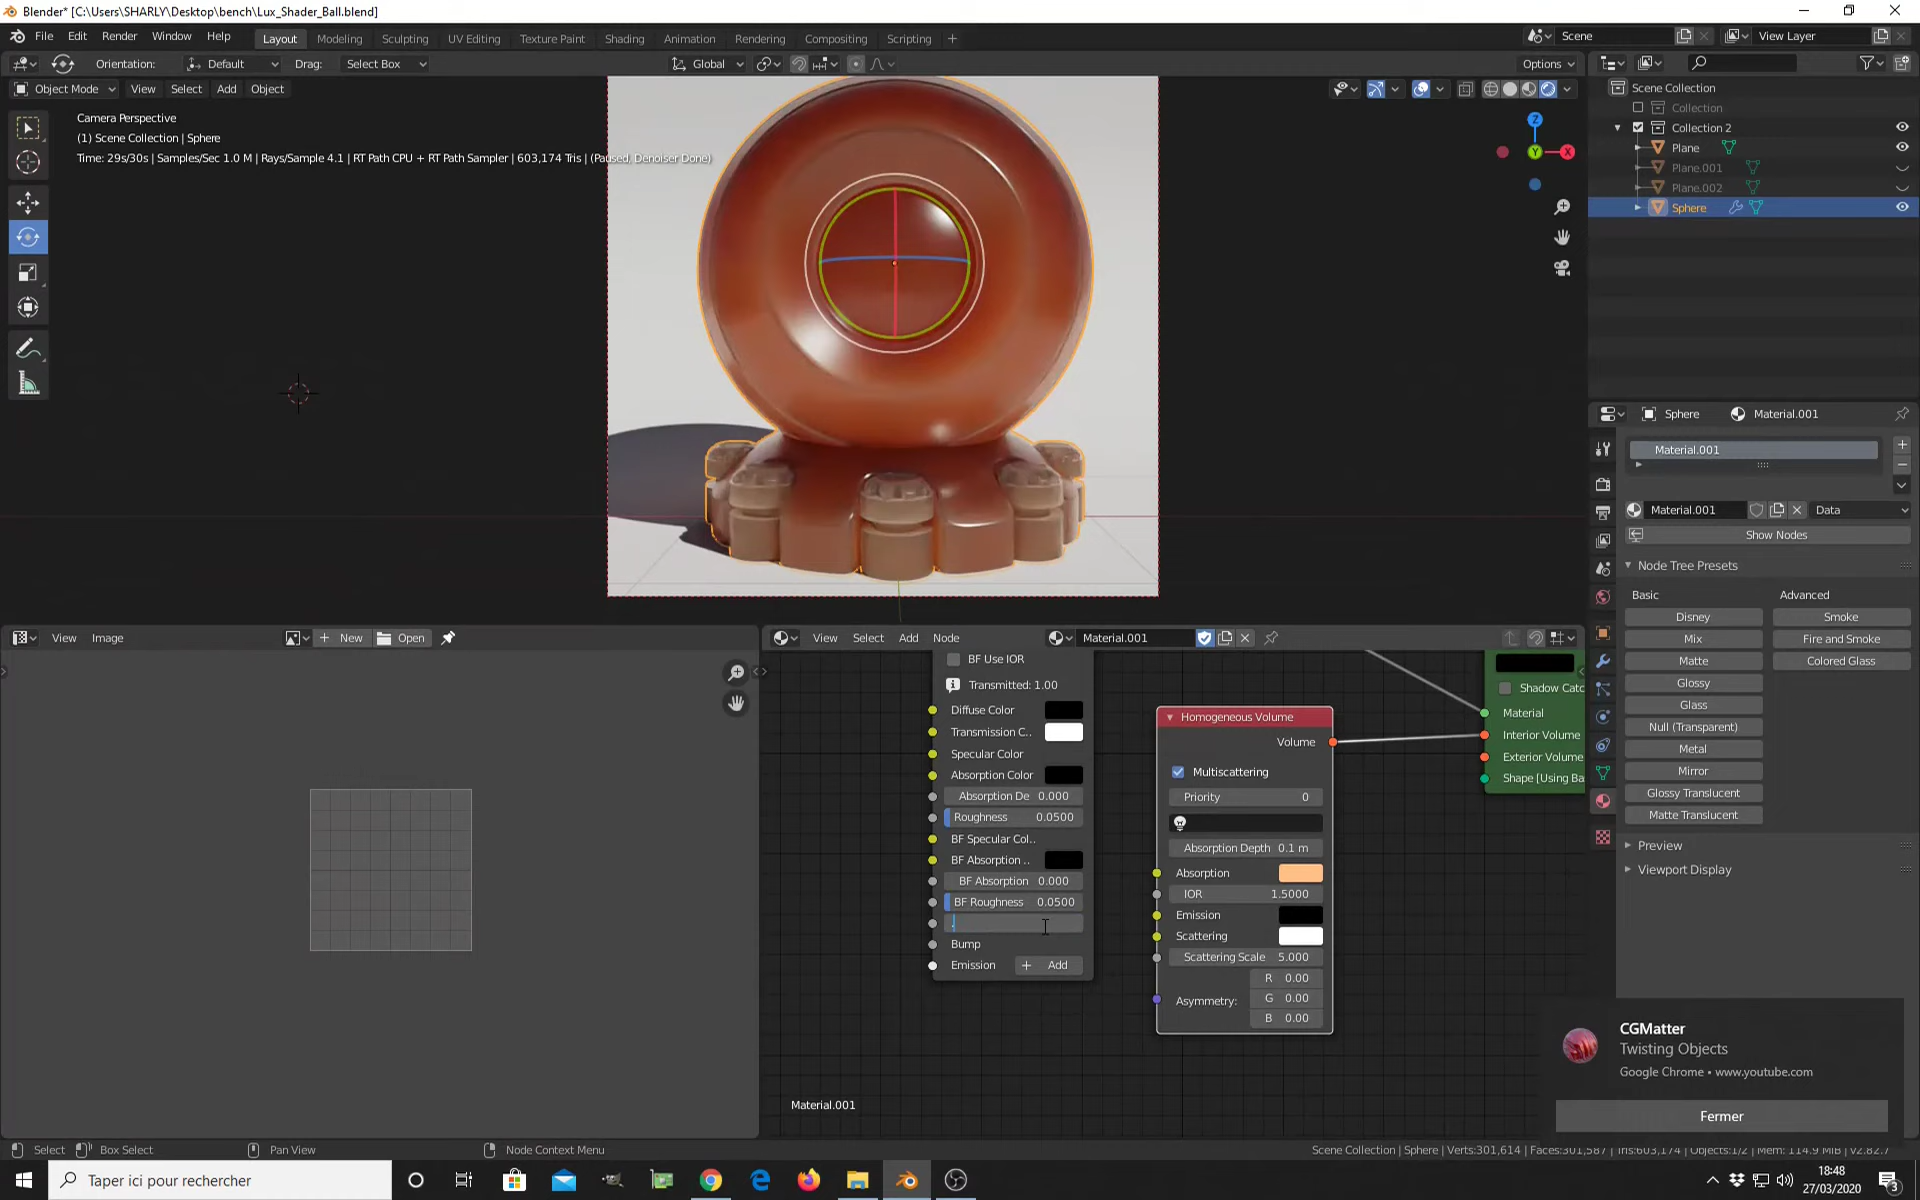 Blender* [C:\Users\SHARLY\Desktop\bench\Lux_Shader_Ball.blend]
File Edit Render Window Help
Layout Modeling Sculpting UV Editing Texture Paint Shading Animation Rendering Compositing Scripting +
Scene View Layer
Orientation: Default Drag: Select Box Global Options
Object Mode View Select Add Object
Camera Perspective
(1) Scene Collection | Sphere
Time: 29s/30s | Samples/Sec 1.0 M | Rays/Sample 4.1 | RT Path CPU + RT Path Sampler | 603,174 Tris | (Paused, Denoiser Done)
Z
Y
X
Scene Collection
Collection
Collection 2
Plane
Plane.001
Plane.002
Sphere
Sphere Material.001
Material.001
Material.001 Data
Show Nodes
Node Tree Presets
Basic Advanced
Disney Smoke
Mix Fire and Smoke
Matte Colored Glass
Glossy
Glass
Null (Transparent)
Metal
Mirror
Glossy Translucent
Matte Translucent
Preview
Viewport Display
View Image New Open
View Select Add Node Material.001
BF Use IOR
Transmitted: 1.00
Diffuse Color
Transmission C..
Specular Color
Absorption Color
Absorption De 0.000
Roughness 0.0500
BF Specular Col..
BF Absorption ..
BF Absorption 0.000
BF Roughness 0.0500
Bump
Emission + Add
Homogeneous Volume
Volume
Multiscattering
Priority 0
Absorption Depth 0.1 m
Absorption
IOR 1.5000
Emission
Scattering
Scattering Scale 5.000
R 0.00
Asymmetry: G 0.00
B 0.00
Shadow Catc
Material
Interior Volume
Exterior Volume
Shape [Using Ba
Material.001
CGMatter
Twisting Objects
Google Chrome • www.youtube.com
Fermer
Select Box Select Pan View Node Context Menu
Scene Collection | Sphere | Verts:301,614 | Faces:301,587 | Tris:603,174 | Objects:1/2 | Mem: 114.9 MiB | v2.82.7
Taper ici pour rechercher
18:48
27/03/2020
3